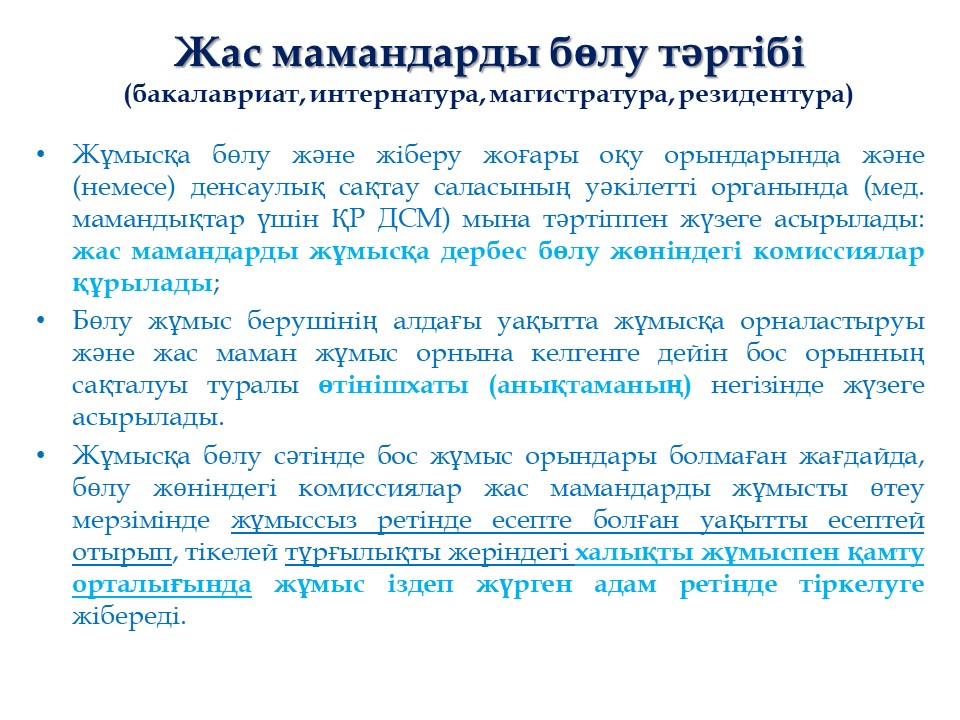 Жас мамандарды бөлу тәртібі
(бакалавриат, интернатура, магистратура, резидентура)
• Жұмысқа бөлу және жіберу жоғары оқу орындарында және
(немесе) денсаулық сақтау саласының уәкілетті органында (мед.
мамандықтар үшін ҚР ДСМ) мына тәртіппен жүзеге асырылады:
жас мамандарды жұмысқа дербес бөлу жөніндегі комиссиялар
құрылады;
• Бөлу жұмыс берушінің алдағы уақытта жұмысқа орналастыруы
және жас маман жұмыс орнына келгенге дейін бос орынның
сақталуы туралы өтінішхаты (анықтаманың) негізінде жүзеге
асырылады.
• Жұмысқа бөлу сәтінде бос жұмыс орындары болмаған жағдайда,
бөлу жөніндегі комиссиялар жас мамандарды жұмысты өтеу
мерзімінде жұмыссыз ретінде есепте болған уақытты есептей
отырып, тікелей тұрғылықты жеріндегі халықты жұмыспен қамту
орталығында жұмыс іздеп жүрген адам ретінде тіркелуге
жібереді.